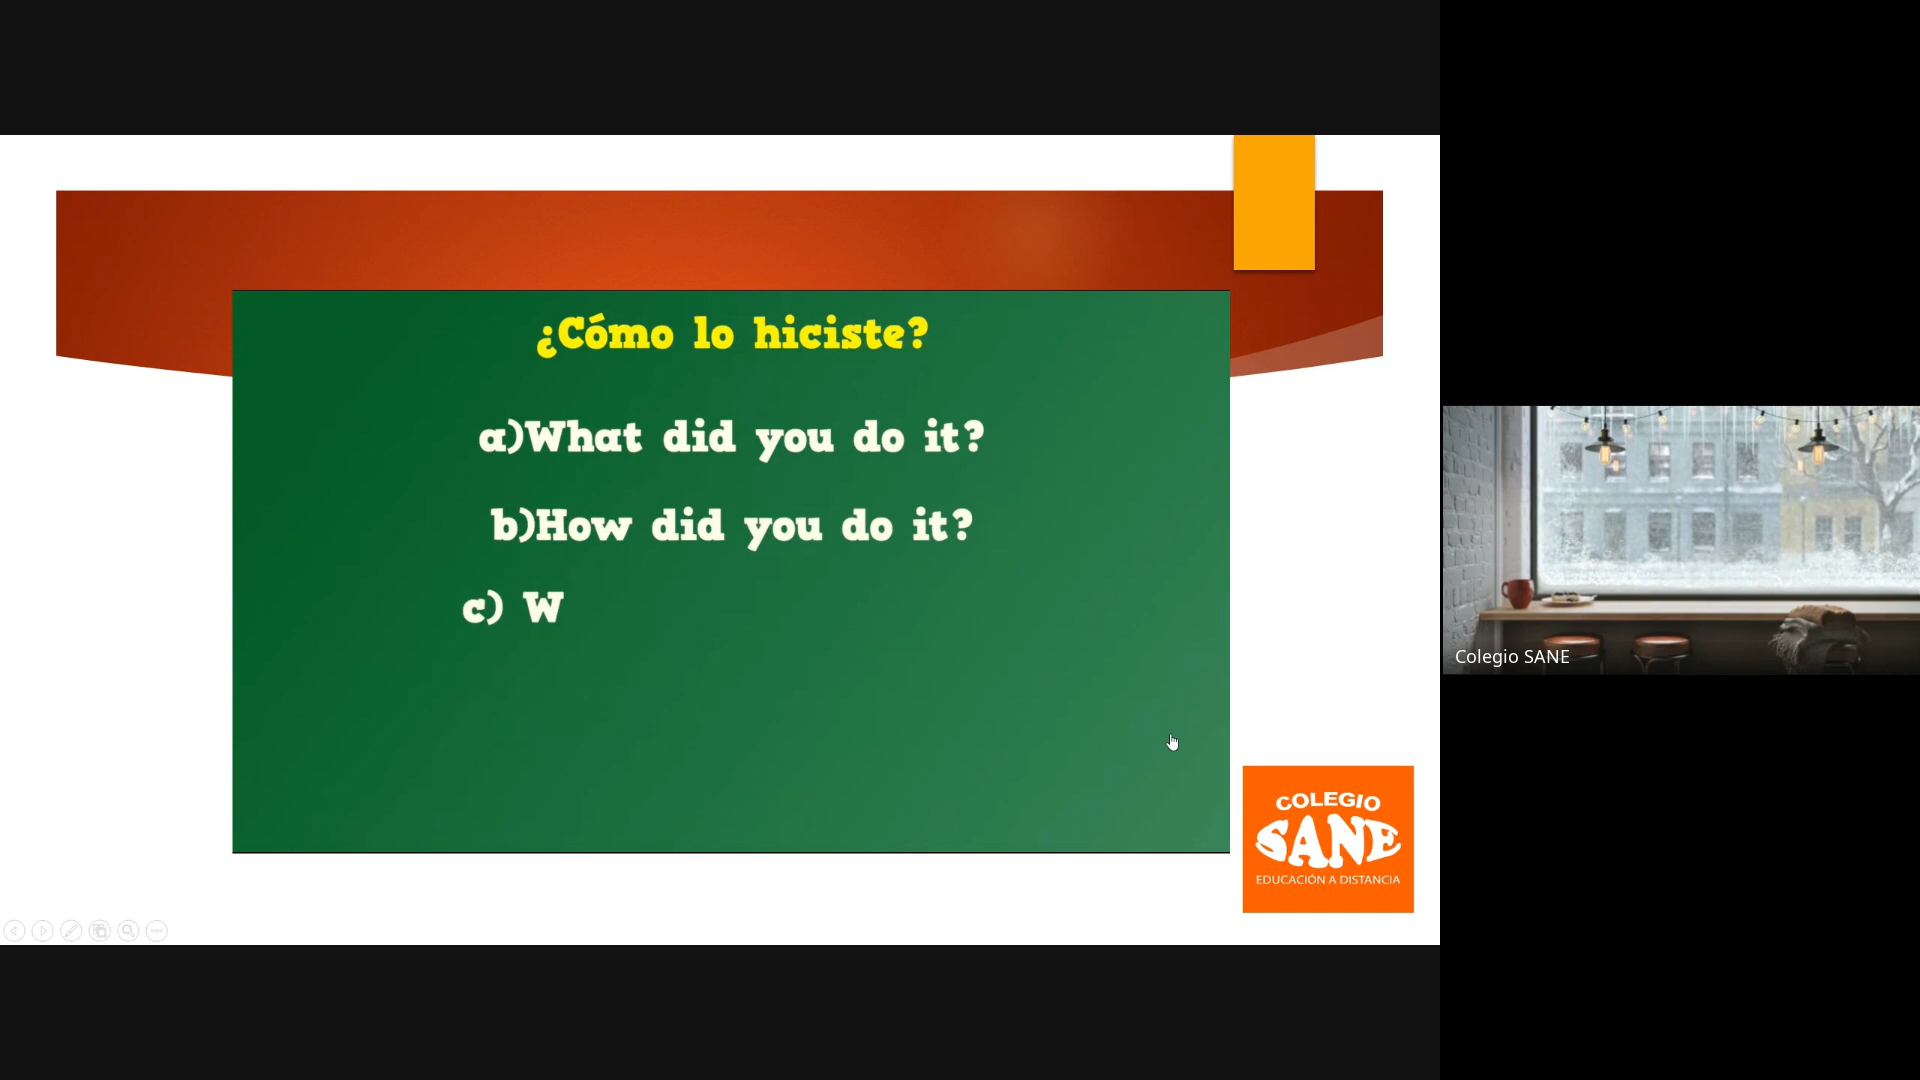 ¿Cómo lo hiciste?
a)What did you do it?
b)How did you do it?
c) W
COLEGIO
SANE
EDUCACIÓN A DISTANCIA
Colegio SANE